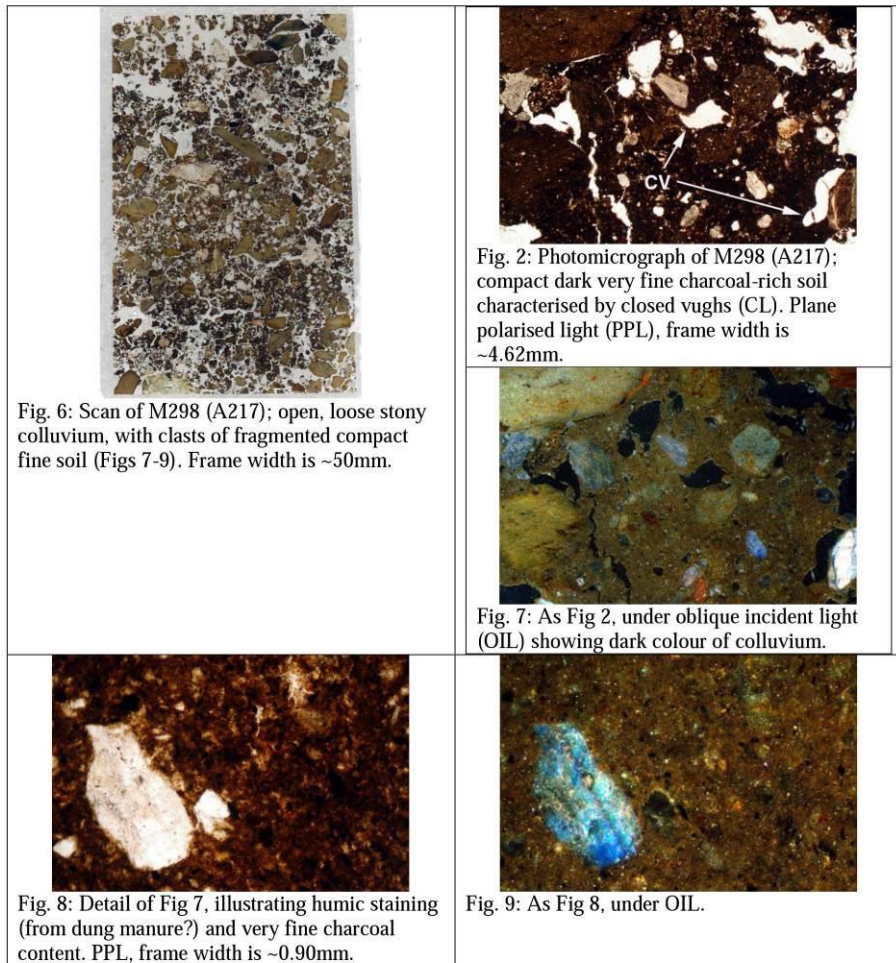 Fig. 6: Scan of M298 (A217); open, loose stony
colluvium, with clasts of fragmented compact
fine soil (Figs 7-9). Frame width is ~50mm.
CV
Fig. 2: Photomicrograph of M298 (A217);
compact dark very fine charcoal-rich soil
characterised by closed vughs (CL). Plane
polarised light (PPL), frame width is
~4.62mm.
Fig. 7: As Fig 2, under oblique incident light
(OIL) showing dark colour of colluvium.
Fig. 8: Detail of Fig 7, illustrating humic staining
(from dung manure?) and very fine charcoal
content. PPL, frame width is ~0.90mm.
Fig. 9: As Fig 8, under OIL.